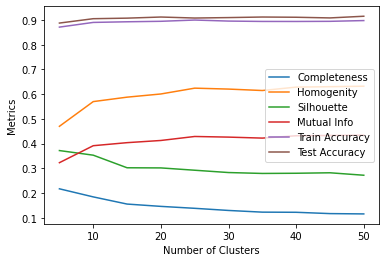 0.9
0.8
0.7
0.6
0.5
0.4
0.3
0.2
0.1
Metrics
Completeness
Homogenity
Silhouette
Mutual Info
Train Accuracy
Test Accuracy
10 20 30 40 50
Number of Clusters